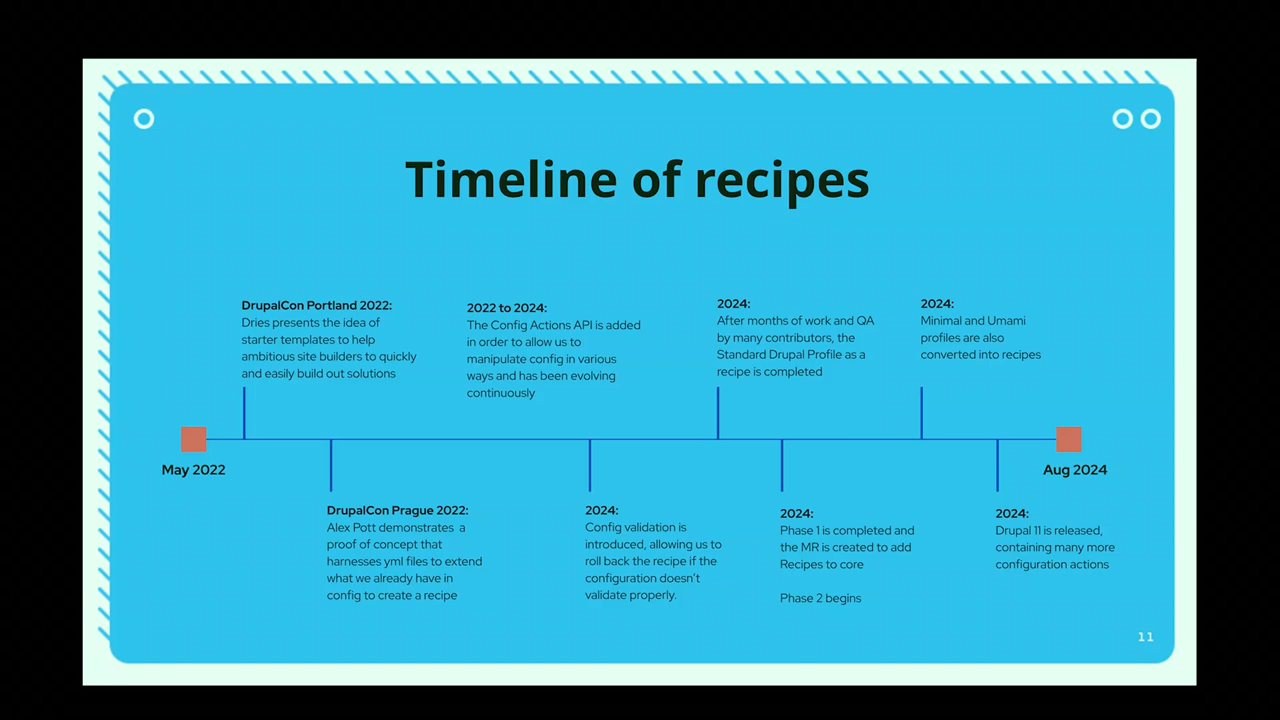 Timeline of recipes
DrupalCon Portland 2022:
Dries presents the idea of
starter templates to help
ambitious site builders to quickly
and easily build out solutions
2022 to 2024:
The Config Actions API is added
in order to allow us to
manipulate config in various
ways and has been evolving
continuously
2024:
After months of work and QA
by many contributors, the
Standard Drupal Profile as a
recipe is completed
2024:
Minimal and Umami
profiles are also
converted into recipes
May 2022
Aug 2024
DrupalCon Prague 2022:
Alex Pott demonstrates a
proof of concept that
harnesses yml files to extend
what we already have in
config to create a recipe
2024:
Config validation is
introduced, allowing us to
roll back the recipe if the
configuration doesn't
validate properly.
2024:
Phase 1 is completed and
the MR is created to add
Recipes to core
Phase 2 begins
2024:
Drupal 11 is released,
containing many more
configuration actions
11